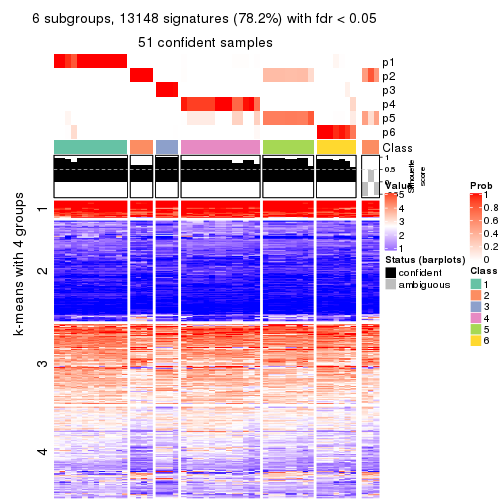 6 subgroups, 13148 signatures (78.2%) with fdr < 0.05
51 confident samples
p1
p2
p3
p4
p5
p6
Class
1
0.5
0
Silhouette
score
k-means with 4 groups
1
2
3
4
Value
5
4
3
2
1
Status (barplots)
confident
ambiguous
Prob
1
0.8
0.6
0.4
0.2
0
Class
1
2
3
4
5
6